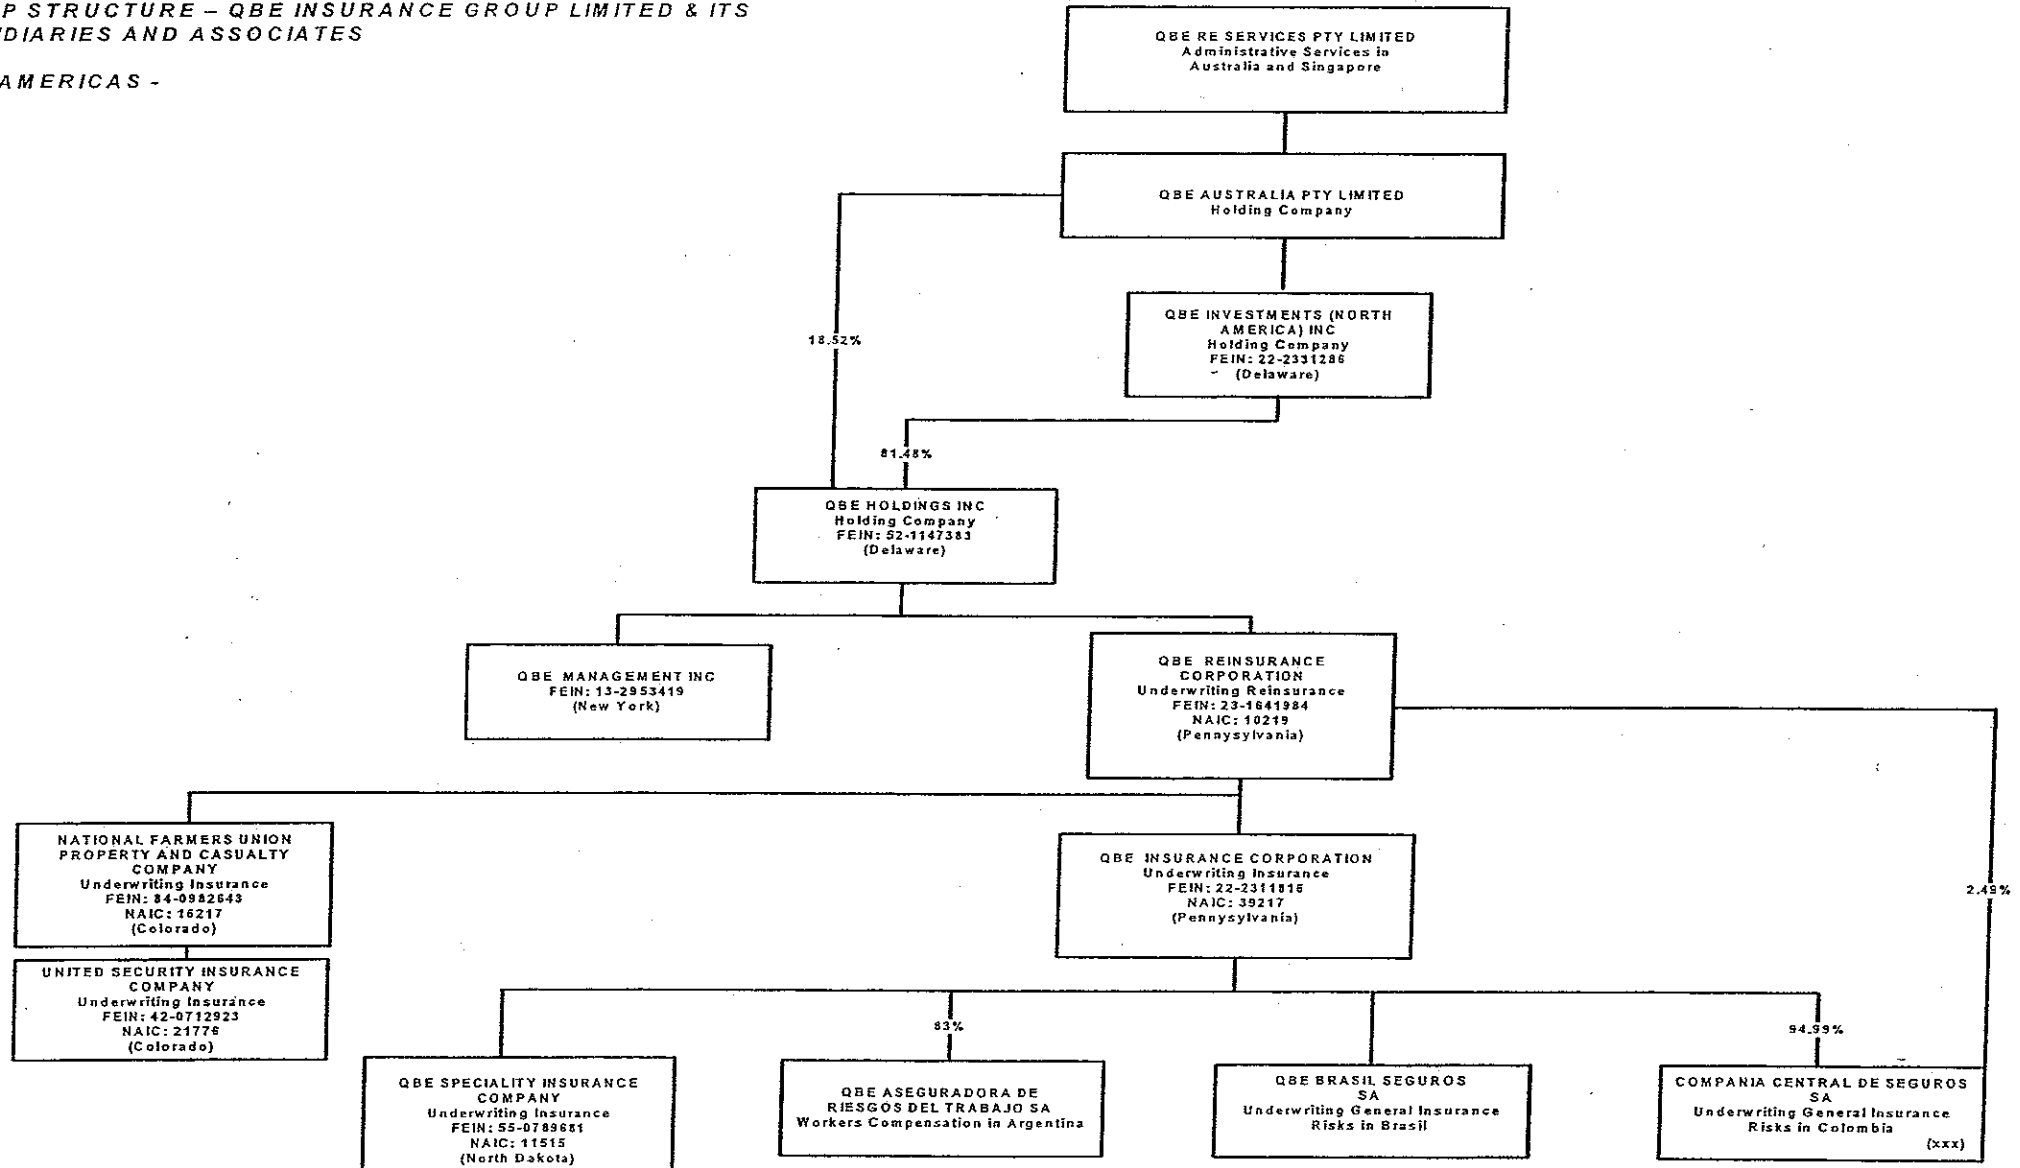 P STRUCTURE – QBE INSURANCE GROUP LIMITED & ITS
DIARIES AND ASSOCIATES
AMERICAS -
QBE RE SERVICES PTY LIMITED
Administrative Services in
Australia and Singapore
QBE AUSTRALIA PTY LIMITED
Holding Company
QBE INVESTMENTS (NORTH
AMERICA) INC
Holding Company
FEIN: 22-2331286
(Delaware)
18.52%
81.48%
QBE HOLDINGS INC
Holding Company
FEIN: 52-1147383
(Delaware)
QBE MANAGEMENT INC
FEIN: 13-2953419
(New York)
QBE REINSURANCE
CORPORATION
Underwriting Reinsurance
FEIN: 23-1641984
NAIC: 10219
(Pennysylvania)
NATIONAL FARMERS UNION
PROPERTY AND CASUALTY
COMPANY
Underwriting Insurance
FEIN: 84-0982643
NAIC: 16217
(Colorado)
UNITED SECURITY INSURANCE
COMPANY
Underwriting Insurance
FEIN: 42-0712923
NAIC: 21776
(Colorado)
QBE INSURANCE CORPORATION
Underwriting Insurance
FEIN: 22-2311816
NAIC: 39217
(Pennysylvania)
2.49%
83%
94.99%
QBE SPECIALITY INSURANCE
COMPANY
Underwriting Insurance
FEIN: 55-0789681
NAIC: 11515
(North Dakota)
QBE ASEGURADORA DE
RIESGOS DEL TRABAJO SA
Workers Compensation in Argentina
QBE BRASIL SEGUROS
SA
Underwriting General Insurance
Risks in Brasil
COMPANIA CENTRAL DE SEGUROS
SA
Underwriting General Insurance
Risks in Colombia
(xxx)